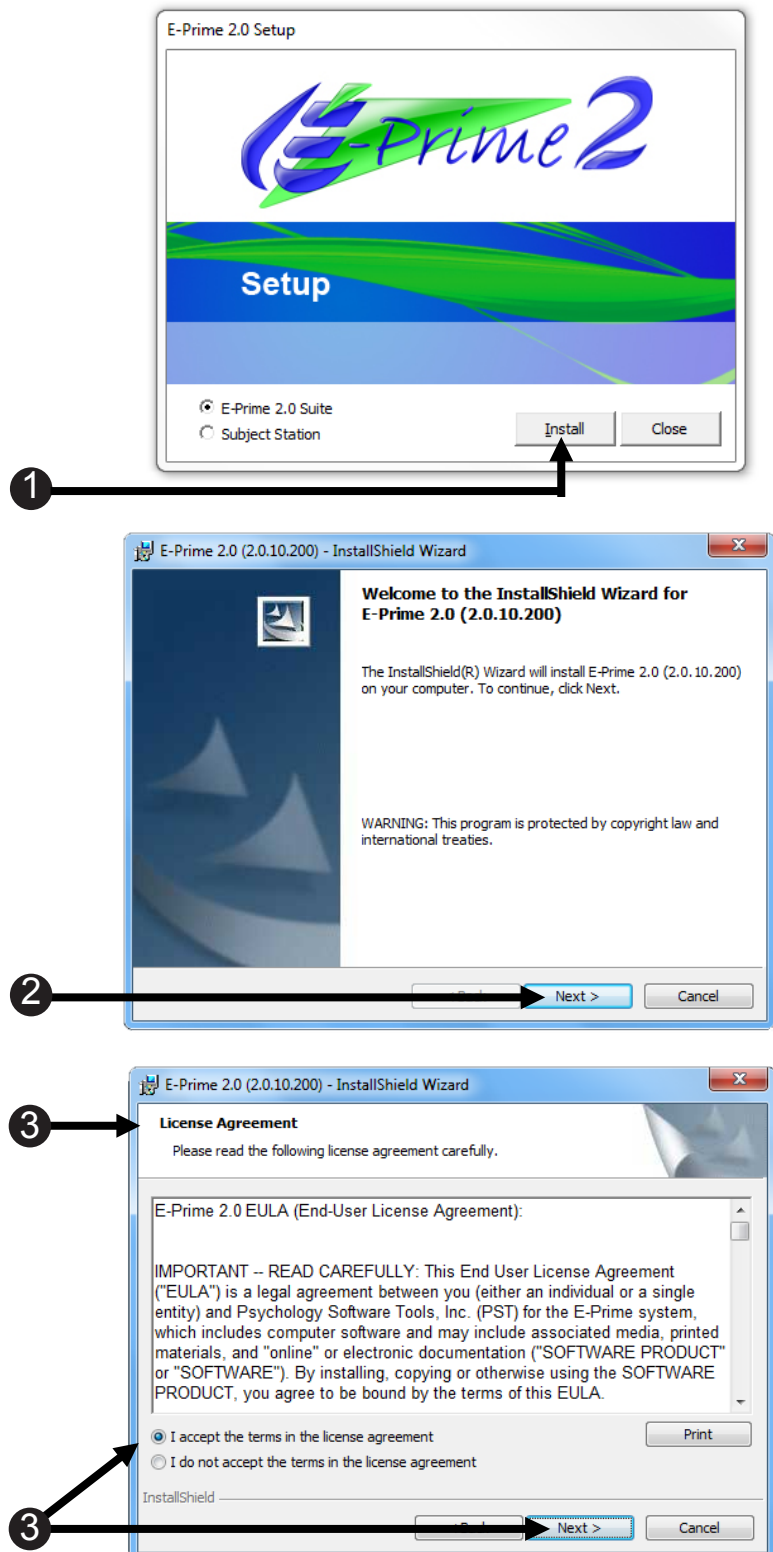 E-Prime 2.0 Setup
E-Prime 2
Setup
E-Prime 2.0 Suite
Subject Station
Install
Close
1
E-Prime 2.0 (2.0.10.200) - InstallShield Wizard
Welcome to the InstallShield Wizard for
E-Prime 2.0 (2.0.10.200)
The InstallShield(R) Wizard will install E-Prime 2.0 (2.0.10.200)
on your computer. To continue, click Next.
WARNING: This program is protected by copyright law and
international treaties.
2
Next >
Cancel
E-Prime 2.0 (2.0.10.200) - InstallShield Wizard
3
License Agreement
Please read the following license agreement carefully.
E-Prime 2.0 EULA (End-User License Agreement):
IMPORTANT -- READ CAREFULLY: This End User License Agreement
("EULA") is a legal agreement between you (either an individual or a single
entity) and Psychology Software Tools, Inc. (PST) for the E-Prime system,
which includes computer software and may include associated media, printed
materials, and "online" or electronic documentation ("SOFTWARE PRODUCT"
or "SOFTWARE"). By installing, copying or otherwise using the SOFTWARE
PRODUCT, you agree to be bound by the terms of this EULA.
I accept the terms in the license agreement
Print
I do not accept the terms in the license agreement
InstallShield
3
Next >
Cancel